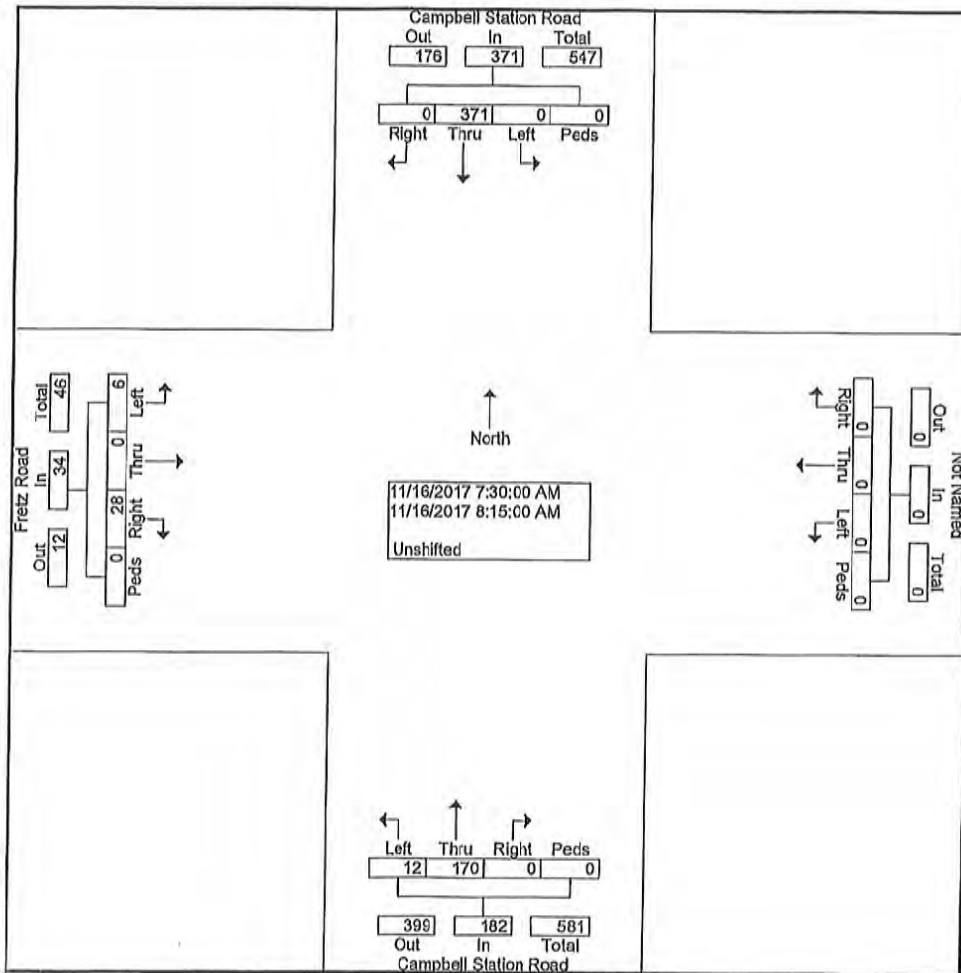 Campbell Station Road
Out In Total
176 371 547
0 371 0 0
Right Thru Left Peds
Fretz Road
Total In Out
46 34 12
6 0 28 0
Left Thru Right Peds
North
11/16/2017 7:30:00 AM
11/16/2017 8:15:00 AM
Unshifted
Right Thru Left Peds
0 0 0 0
Out In Total
0 0 0
Not Named
Left Thru Right Peds
12 170 0 0
399 182 581
Out In Total
Campbell Station Road